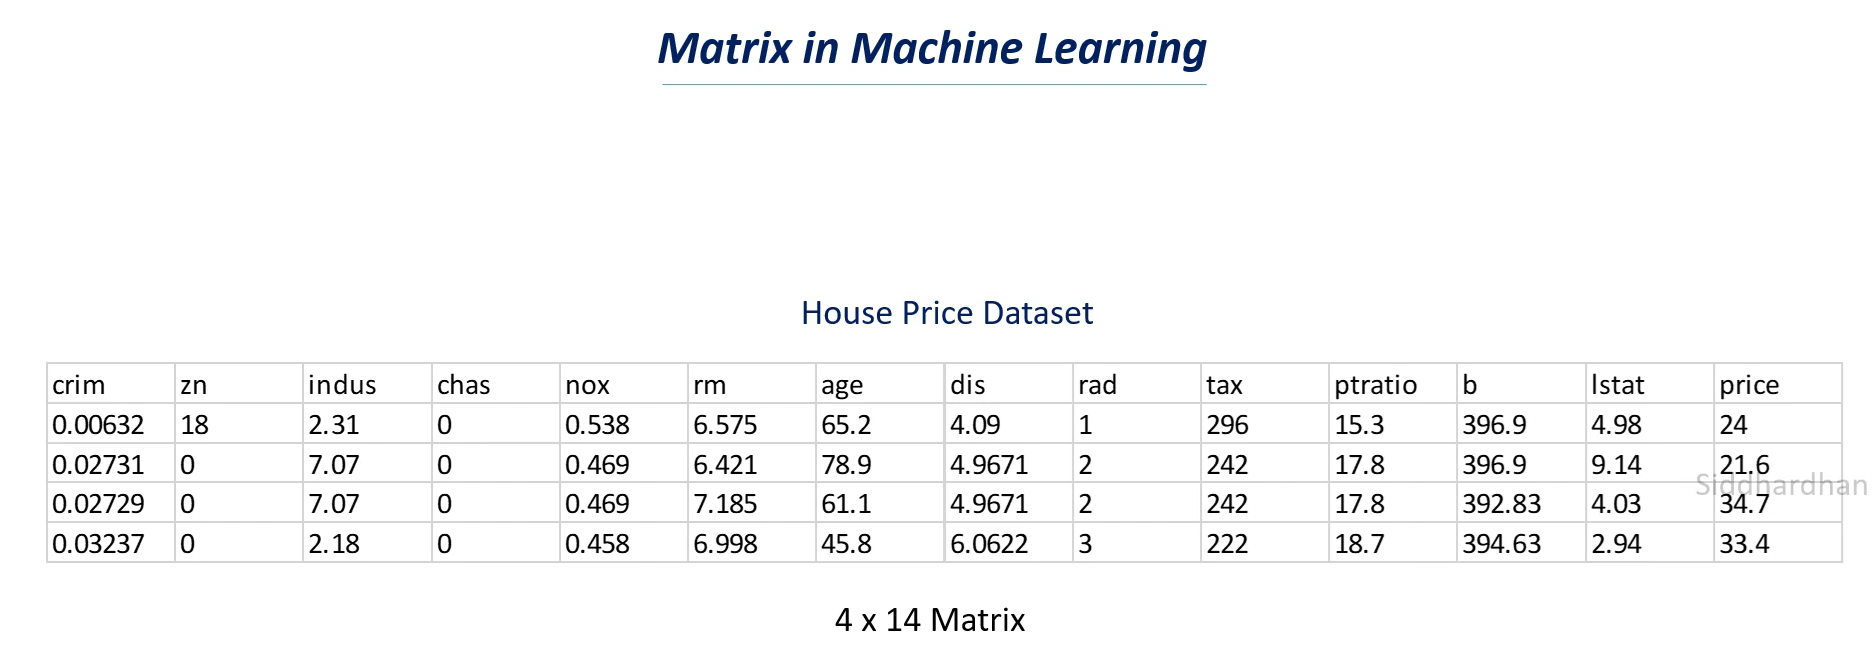 Matrix in Machine Learning
House Price Dataset
crim zn indus chas nox rm age dis rad tax ptratio b lstat price
0.00632 18 2.31 0 0.538 6.575 65.2 4.09 1 296 15.3 396.9 4.98 24
0.02731 0 7.07 0 0.469 6.421 78.9 4.9671 2 242 17.8 396.9 9.14 21.6
Siddhardhan
0.02729 0 7.07 0 0.469 7.185 61.1 4.9671 2 242 17.8 392.83 4.03 34.7
0.03237 0 2.18 0 0.458 6.998 45.8 6.0622 3 222 18.7 394.63 2.94 33.4
4 x 14 Matrix